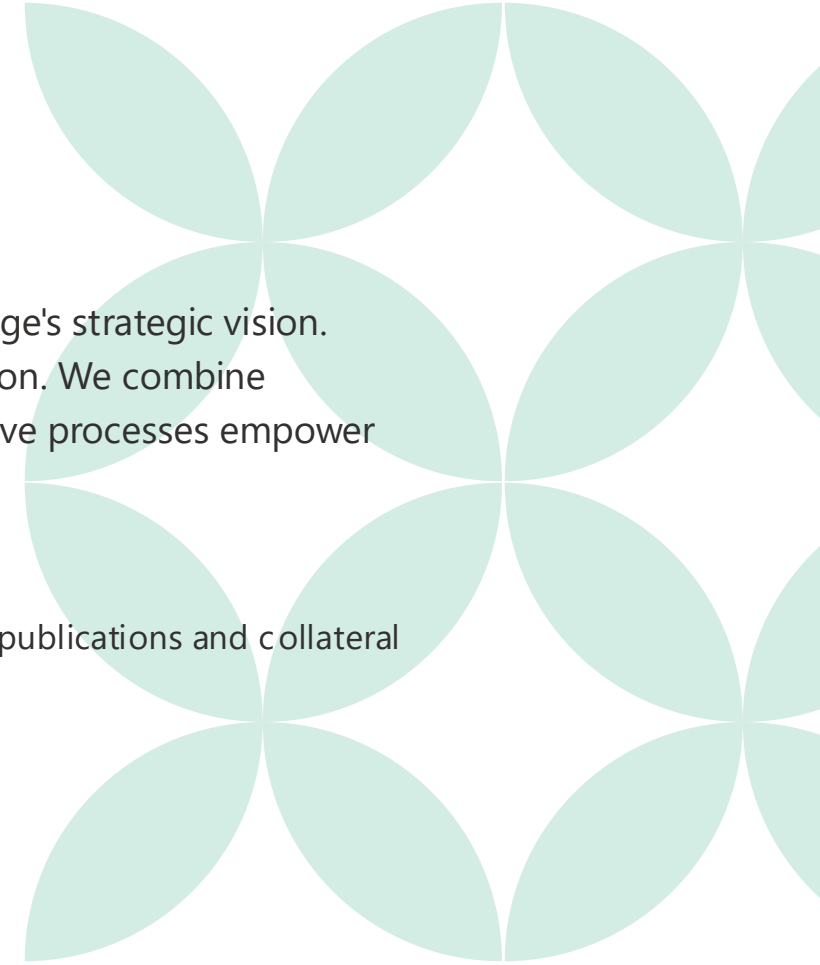 ge's strategic vision.
on. We combine
ve processes empower
publications and collateral